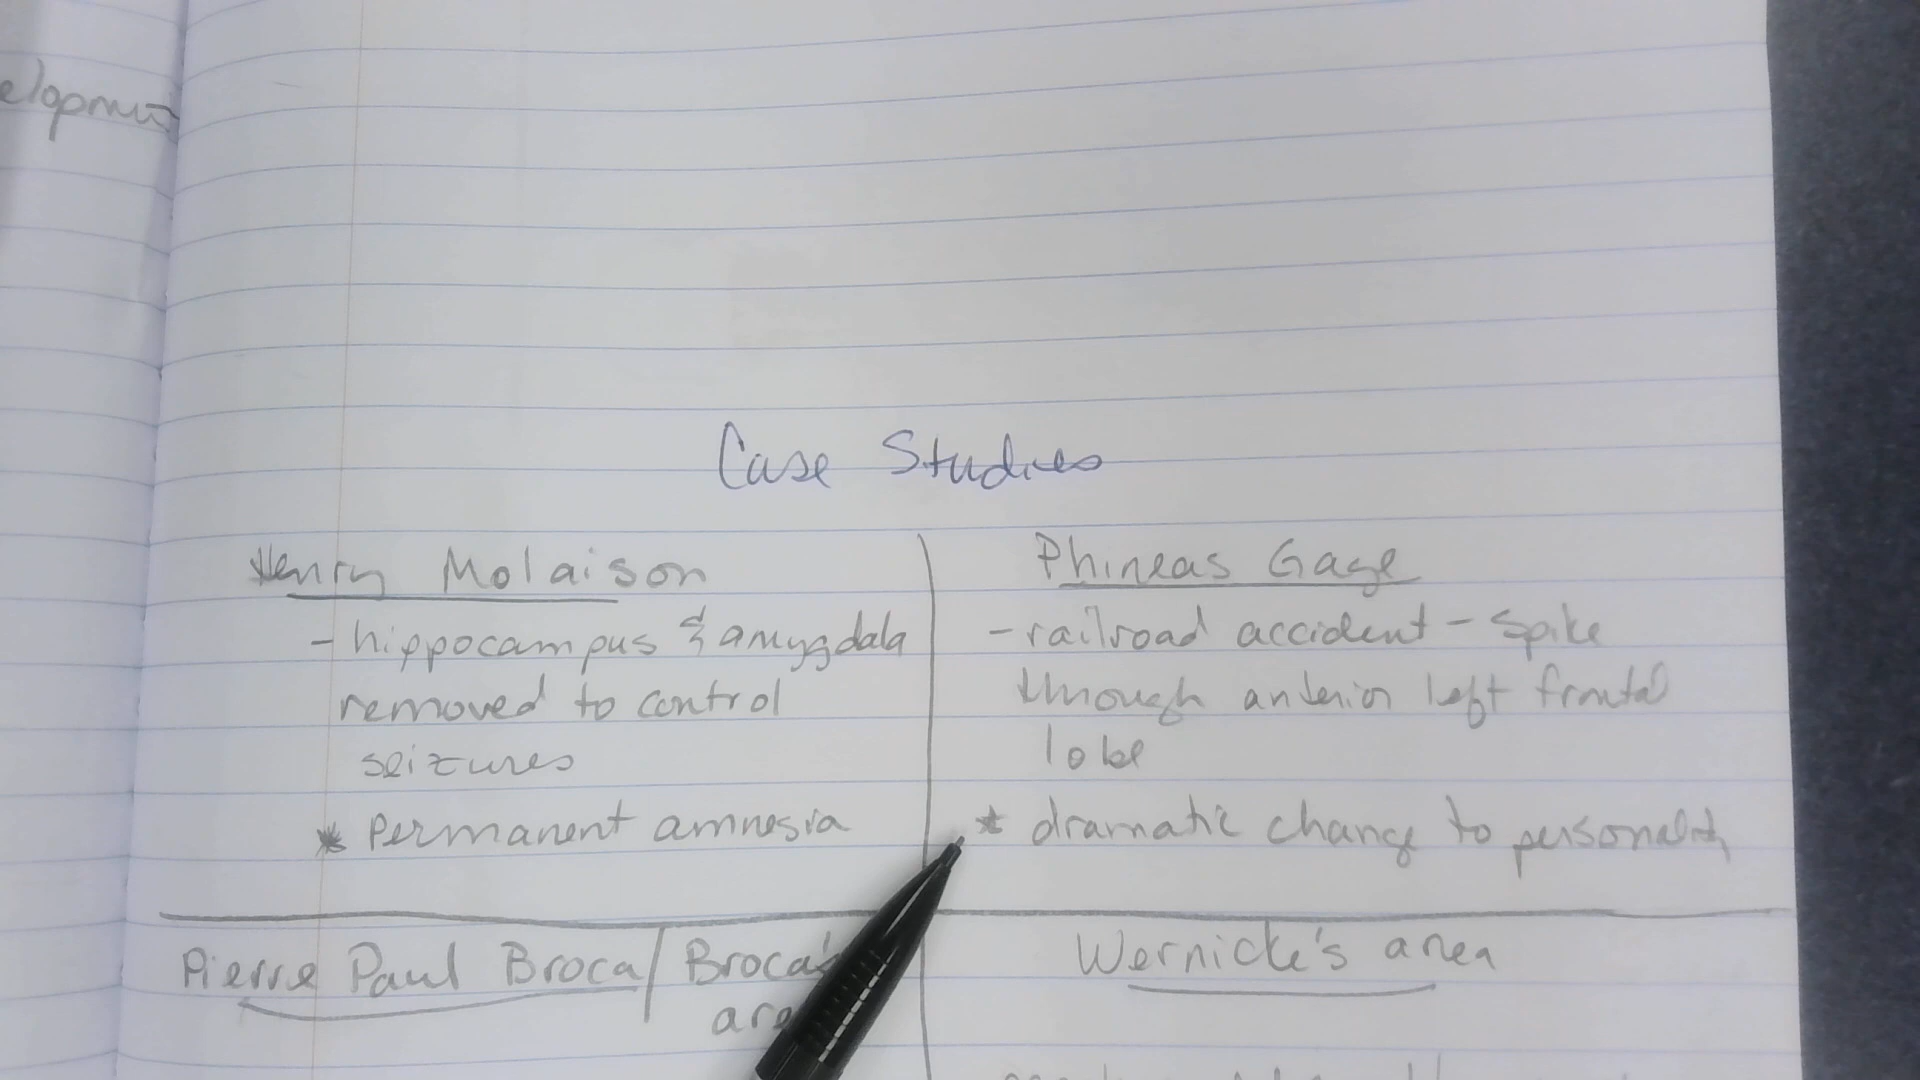 Case Studies
Henry Molaison
- hippocampus & amygdala
removed to control
seizures
* Permanent amnesia
Phineas Gage
- railroad accident - Spike
through anterior left frontal
lobe
* dramatic change to personality
Pierre Paul Broca / Broca's
Wernicke's area